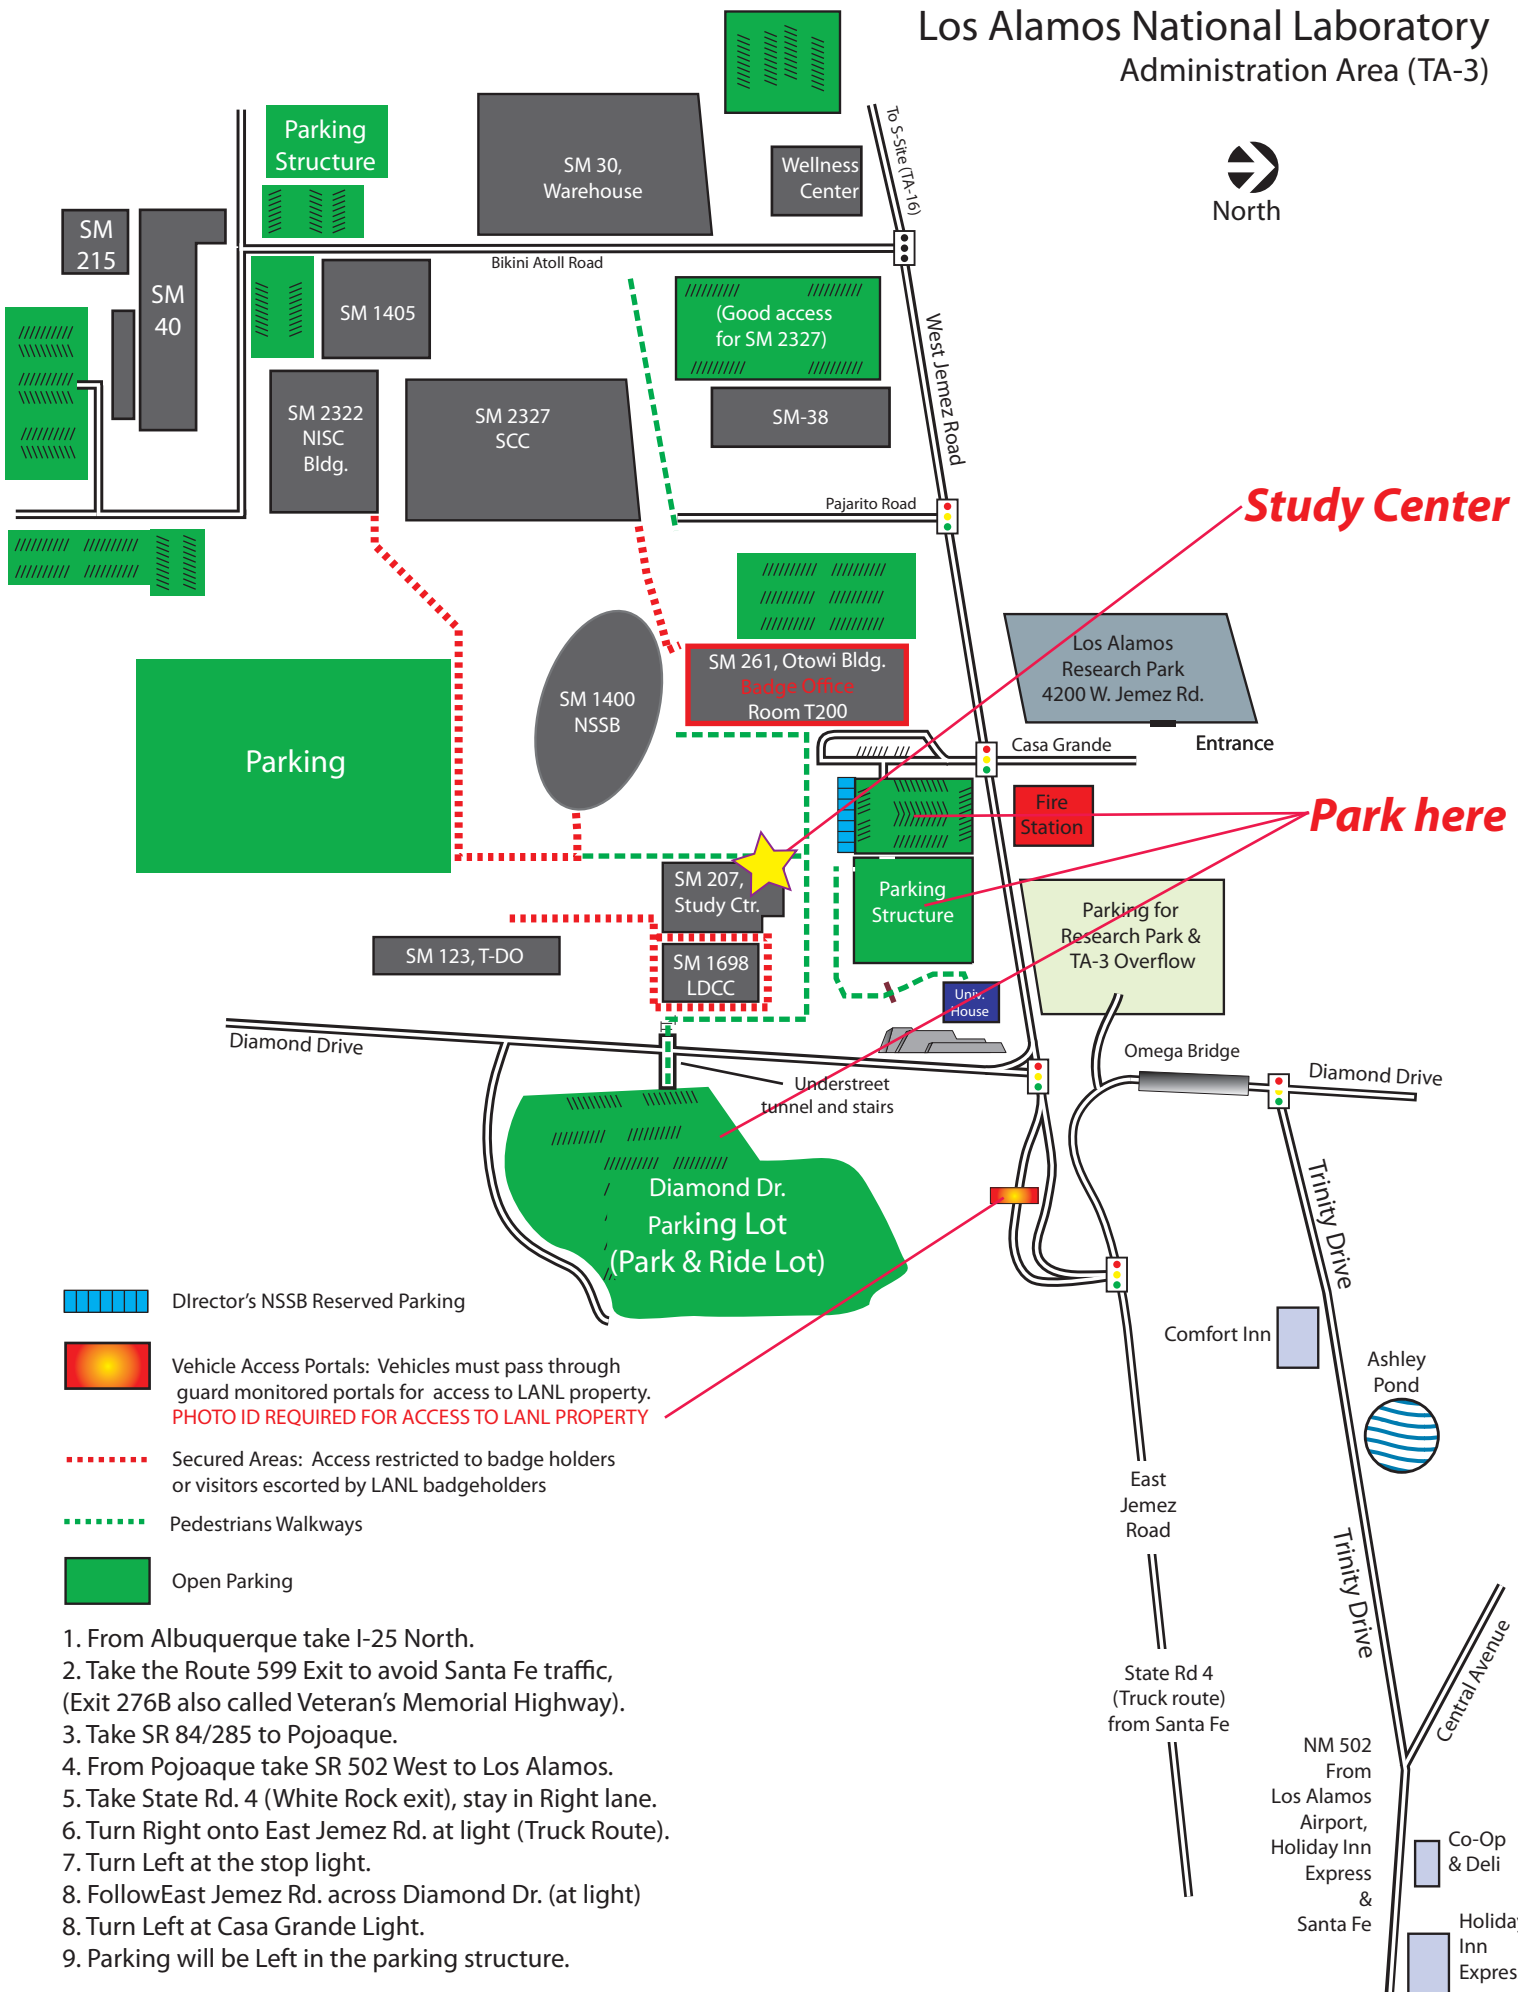 Los Alamos National Laboratory
Administration Area (TA-3)
North
To S-Site (TA-16)
Parking
Structure
SM 30,
Warehouse
Wellness
Center
SM
215
SM
40
Bikini Atoll Road
SM 1405
(Good access
for SM 2327)
West Jemez Road
SM 2322
NISC
Bldg.
SM 2327
SCC
SM-38
Pajarito Road
Study Center
SM 261, Otowi Bldg.
Badge Office
Room T200
Los Alamos
Research Park
4200 W. Jemez Rd.
Entrance
SM 1400
NSSB
Casa Grande
Parking
Fire
Station
Park here
SM 207,
Study Ctr.
Parking
Structure
Parking for
Research Park &
TA-3 Overflow
SM 123, T-DO
SM 1698
LDCC
Univ.
House
Diamond Drive
Omega Bridge
Diamond Drive
Understreet
tunnel and stairs
Diamond Dr.
Parking Lot
(Park & Ride Lot)
Trinity Drive
Comfort Inn
Ashley
Pond
DIrector's NSSB Reserved Parking
Vehicle Access Portals: Vehicles must pass through
guard monitored portals for access to LANL property.
PHOTO ID REQUIRED FOR ACCESS TO LANL PROPERTY
Secured Areas: Access restricted to badge holders
or visitors escorted by LANL badgeholders
Pedestrians Walkways
Open Parking
East
Jemez
Road
Trinity Drive
Central Avenue
State Rd 4
(Truck route)
from Santa Fe
NM 502
From
Los Alamos
Airport,
Holiday Inn
Express
&
Santa Fe
Co-Op
& Deli
Holiday
Inn
Expres
1. From Albuquerque take I-25 North.
2. Take the Route 599 Exit to avoid Santa Fe traffic,
(Exit 276B also called Veteran's Memorial Highway).
3. Take SR 84/285 to Pojoaque.
4. From Pojoaque take SR 502 West to Los Alamos.
5. Take State Rd. 4 (White Rock exit), stay in Right lane.
6. Turn Right onto East Jemez Rd. at light (Truck Route).
7. Turn Left at the stop light.
8. FollowEast Jemez Rd. across Diamond Dr. (at light)
8. Turn Left at Casa Grande Light.
9. Parking will be Left in the parking structure.